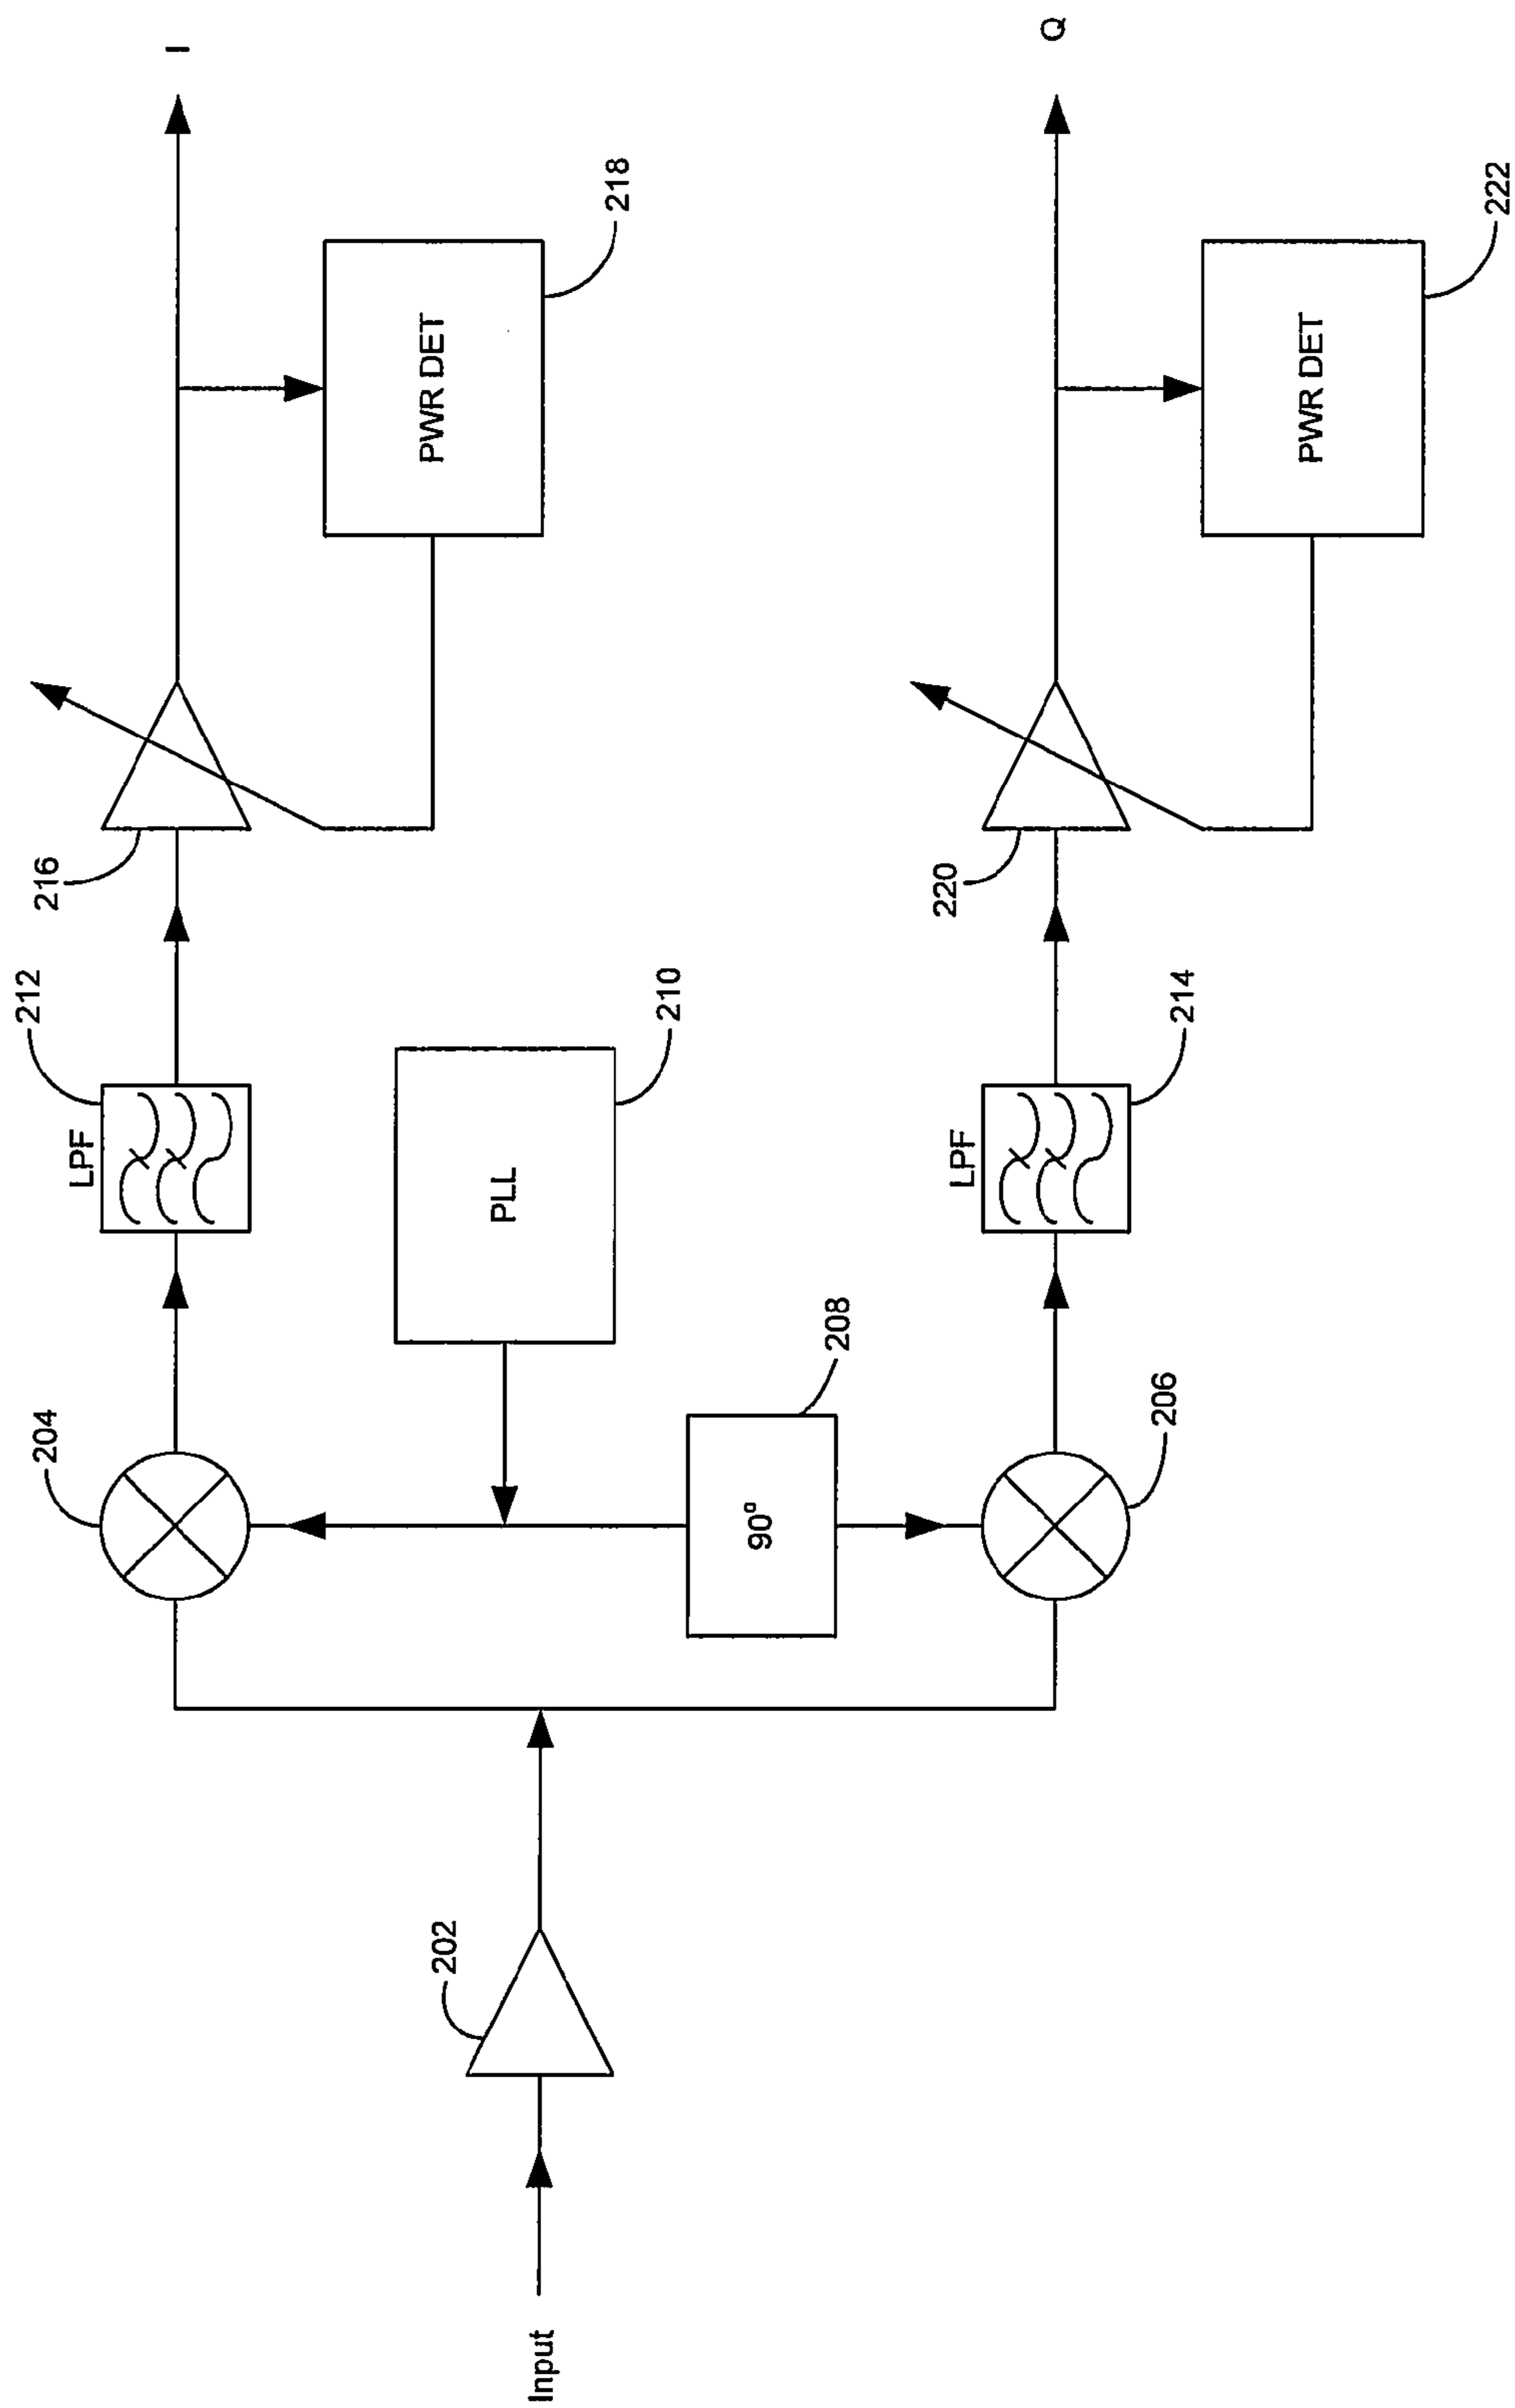 Input
202
204
206
90°
208
PLL
210
LPF
212
LPF
214
216
220
PWR DET
218
PWR DET
222
I
Q